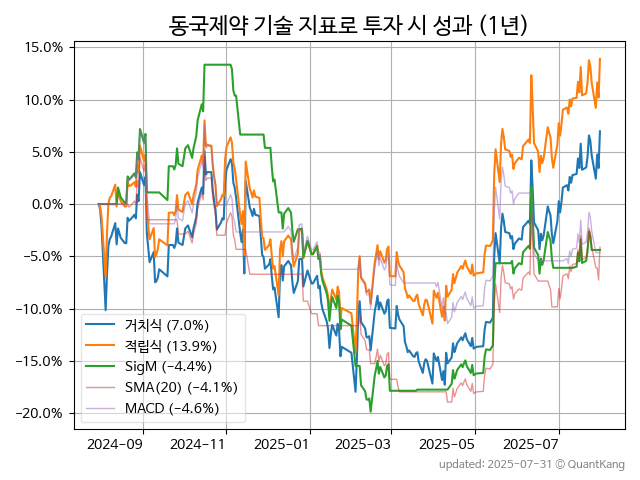 동국제약 기술 지표로 투자 시 성과 (1년)
15.0%
10.0%
5.0%
0.0%
−5.0%
−10.0%
−15.0%
−20.0%
거치식 (7.0%)
적립식 (13.9%)
SigM (−4.4%)
SMA(20) (−4.1%)
MACD (−4.6%)
2024-09
2024-11
2025-01
2025-03
2025-05
2025-07
updated: 2025-07-31 © QuantKang